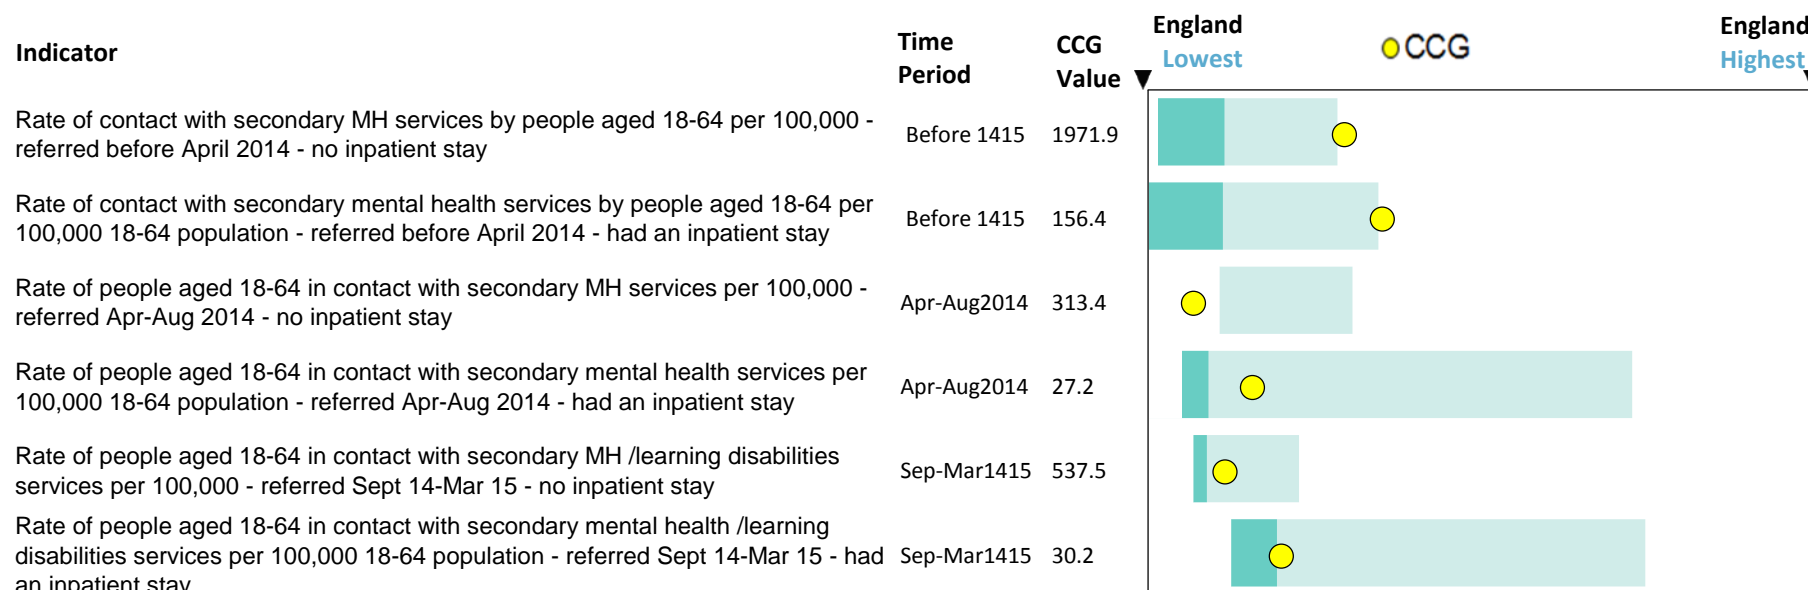 Indicator
Time
Period
CCG
Value
England
Lowest
CCG
England
Highest
Rate of contact with secondary MH services by people aged 18-64 per 100,000 -
referred before April 2014 - no inpatient stay
Before 1415 1971.9
Rate of contact with secondary mental health services by people aged 18-64 per
100,000 18-64 population - referred before April 2014 - had an inpatient stay
Before 1415 156.4
Rate of people aged 18-64 in contact with secondary MH services per 100,000 -
referred Apr-Aug 2014 - no inpatient stay
Apr-Aug2014 313.4
Rate of people aged 18-64 in contact with secondary mental health services per
100,000 18-64 population - referred Apr-Aug 2014 - had an inpatient stay
Apr-Aug2014 27.2
Rate of people aged 18-64 in contact with secondary MH /learning disabilities
services per 100,000 - referred Sept 14-Mar 15 - no inpatient stay
Sep-Mar1415 537.5
Rate of people aged 18-64 in contact with secondary mental health /learning
disabilities services per 100,000 18-64 population - referred Sept 14-Mar 15 - had
an inpatient stay
Sep-Mar1415 30.2